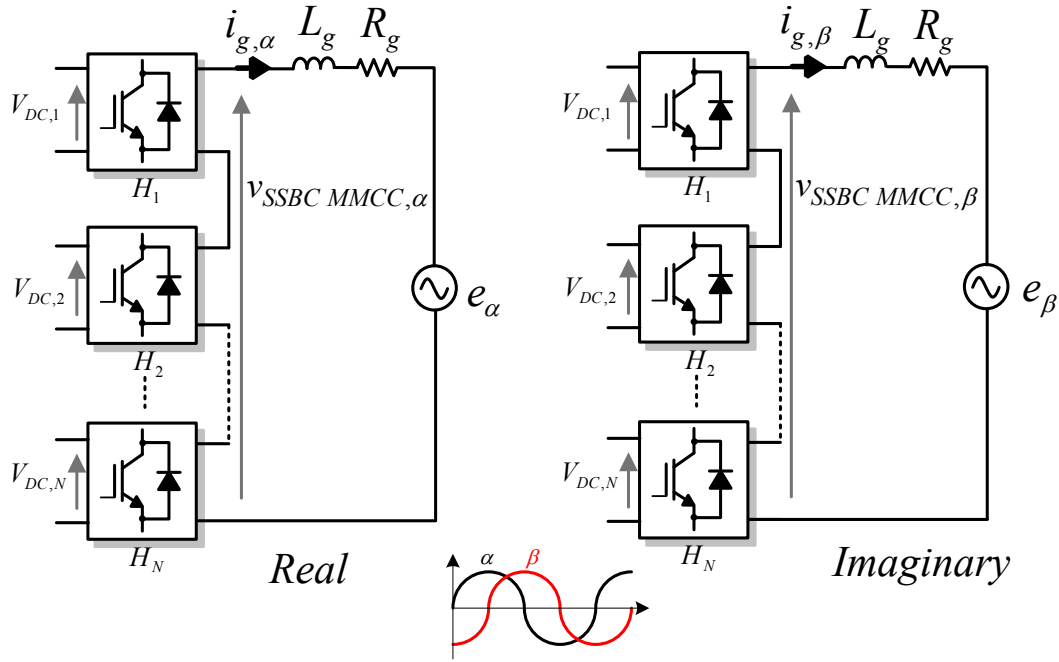 i_{g,α} L_g R_g
V_{DC,1}
H_1
v_{SSBC MMCC,α}
V_{DC,2}
H_2
e_α
V_{DC,N}
H_N
Real
i_{g,β} L_g R_g
V_{DC,1}
H_1
v_{SSBC MMCC,β}
V_{DC,2}
H_2
e_β
V_{DC,N}
H_N
Imaginary
α β